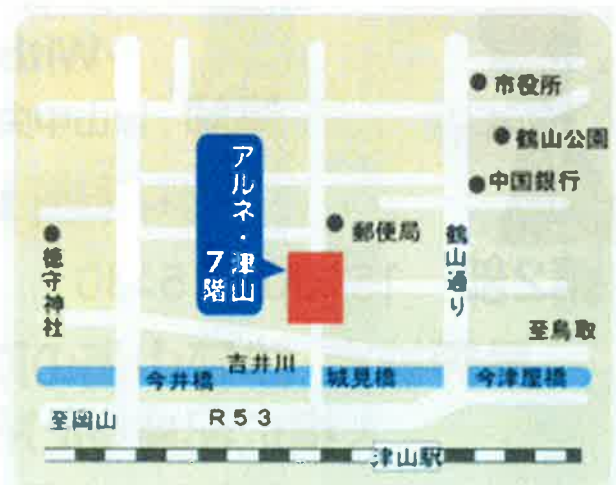 市役所
鶴山公園
中国銀行
アルネ・津山
7階
郵便局
鶴山通り
徳守神社
至鳥取
吉井川
今井橋
城見橋
今津屋橋
至岡山
R53
津山駅